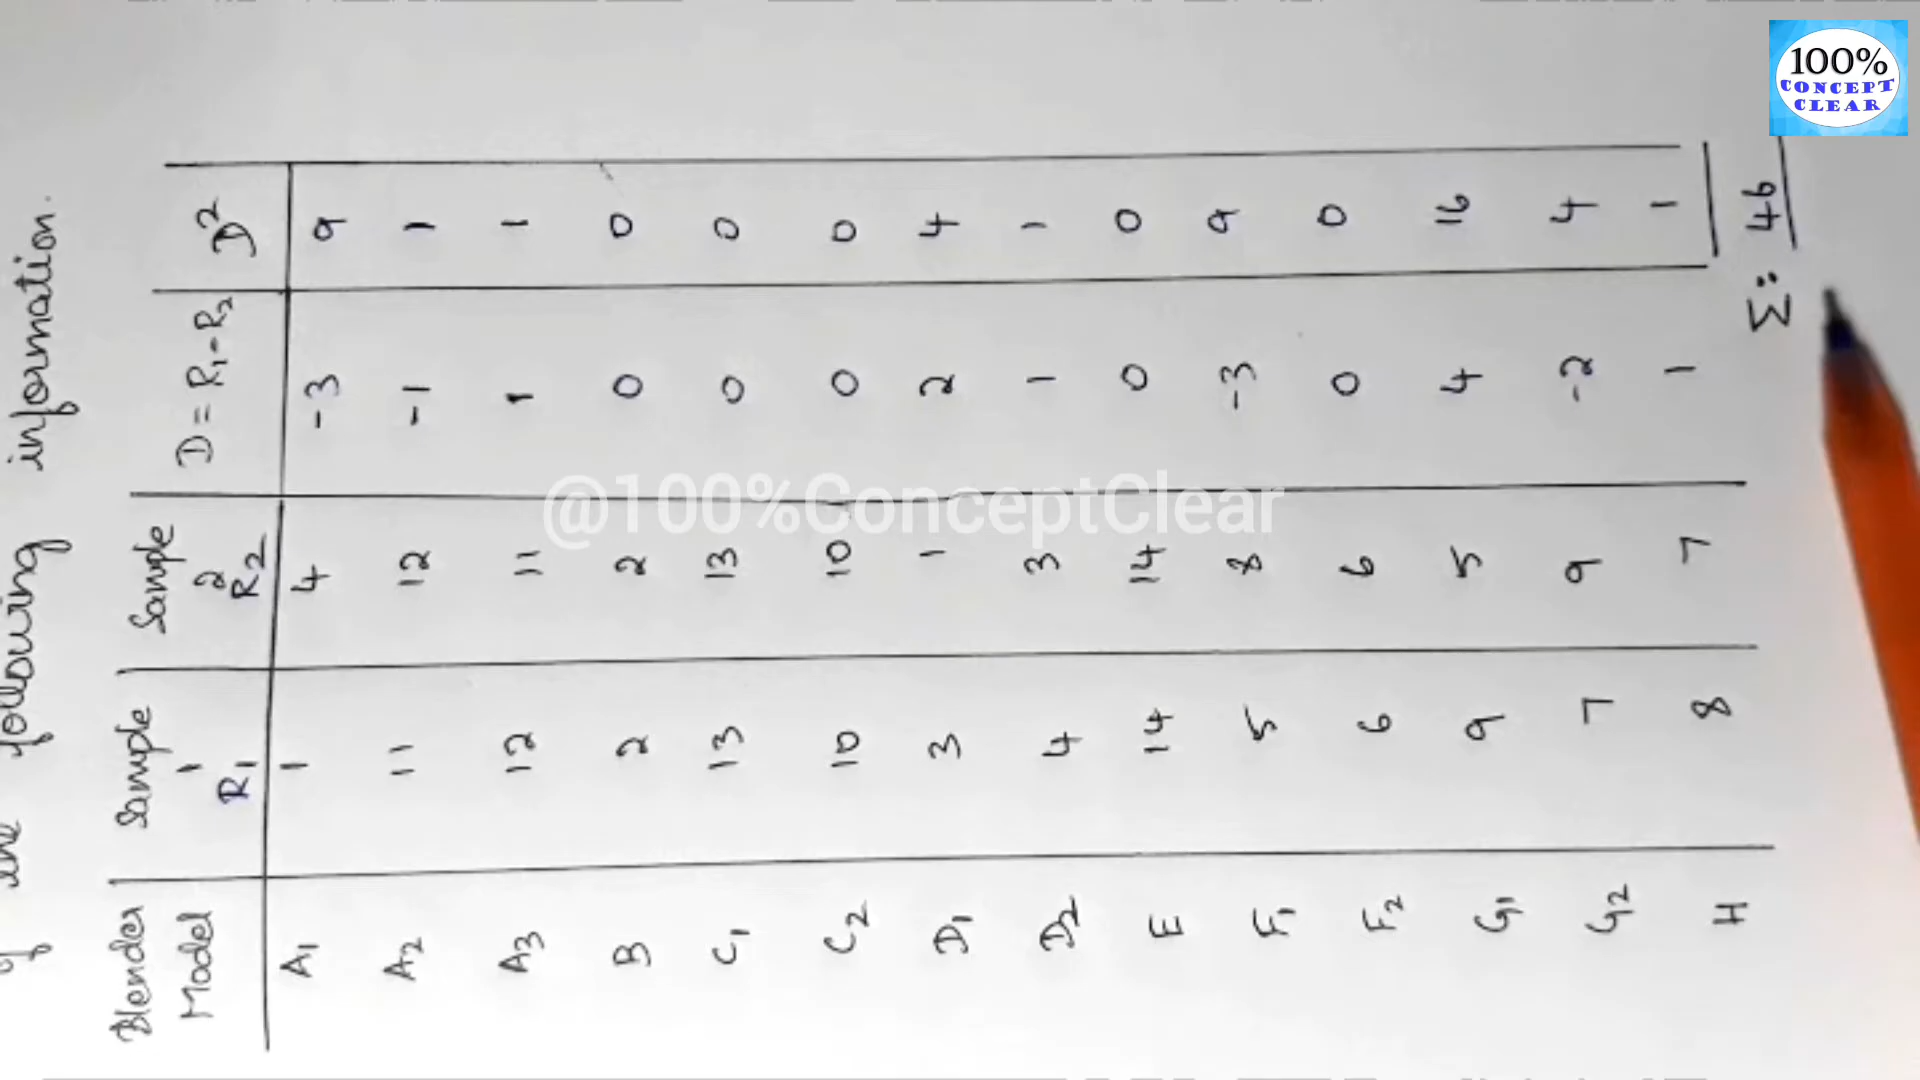 of the following information.
Blender Model Sample 1 R₁ Sample 2 R₂ D = R₁-R₂ D²
A₁ 1 4 -3 9
A₂ 11 12 -1 1
A₃ 12 11 1 1
B 2 2 0 0
C₁ 13 13 0 0
C₂ 10 10 0 0
D₁ 3 1 2 4
D₂ 4 3 1 1
E 14 14 0 0
F₁ 5 8 -3 9
F₂ 6 6 0 0
G₁ 9 5 4 16
G₂ 7 9 -2 4
H 8 7 1 1
Σ: 46
@100%ConceptClear
100%
CONCEPT
CLEAR